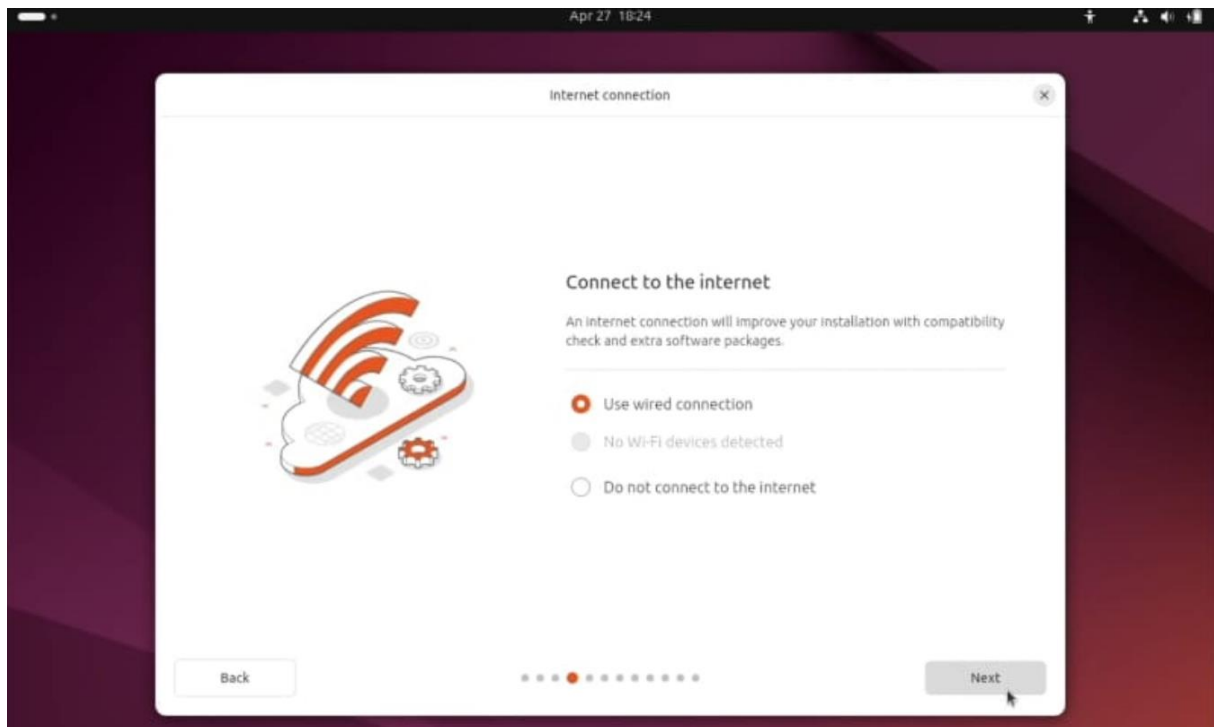 Apr 27 18:24
Internet connection
Connect to the internet
An internet connection will improve your installation with compatibility
check and extra software packages.
Use wired connection
No Wi-Fi devices detected
Do not connect to the internet
Back
Next